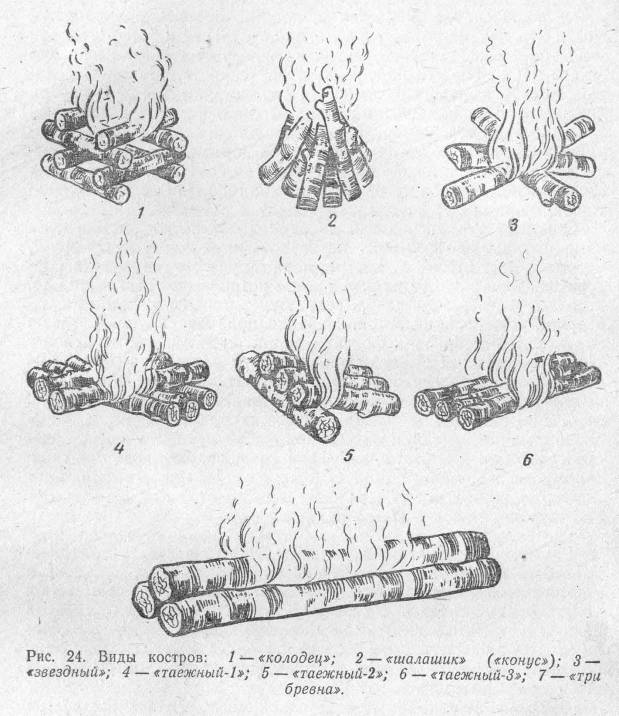 1
2
3
4
5
6
Рис. 24. Виды костров: 1 — «колодец»; 2 — «шалашик» («конус»); 3 —
«звездный»; 4 — «таежный-1»; 5 — «таежный-2»; 6 — «таежный-3»; 7 — «три
бревна».